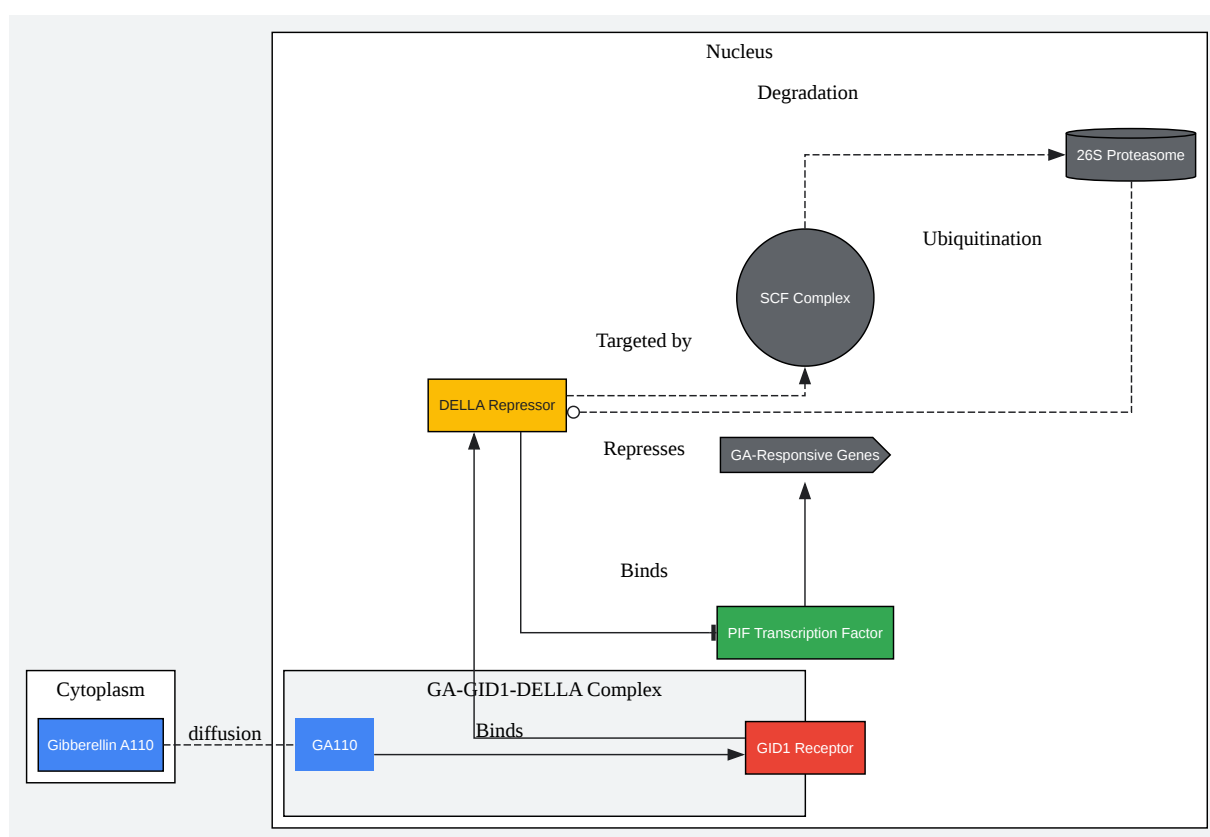 Nucleus
Degradation
26S Proteasome
Ubiquitination
SCF Complex
Targeted by
DELLA Repressor
Represses
GA-Responsive Genes
Binds
PIF Transcription Factor
Cytoplasm
GA-GID1-DELLA Complex
Gibberellin A110
diffusion
GA110
Binds
GID1 Receptor